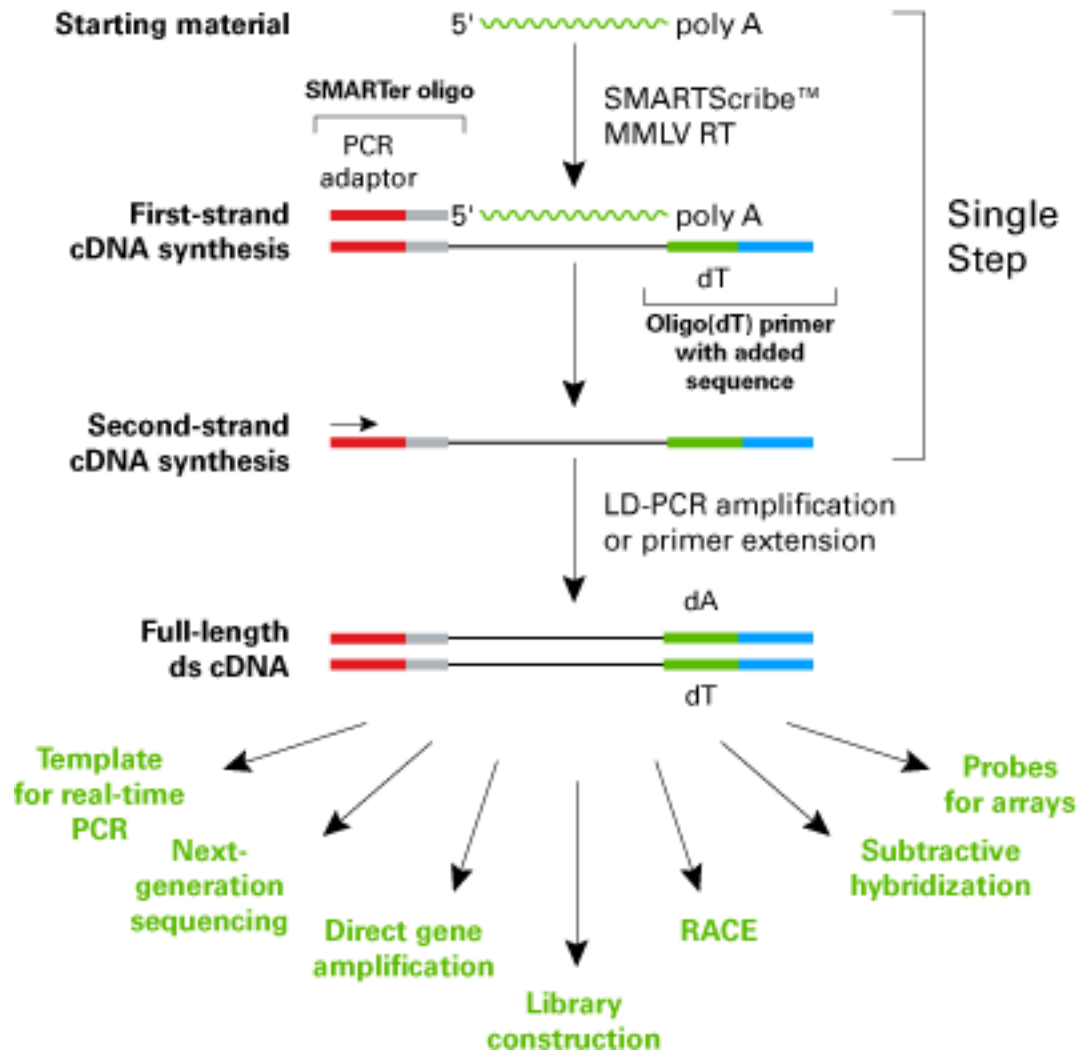 Starting material
5'
poly A
SMARTer oligo
SMARTScribe™
MMLV RT
PCR
adaptor
First-strand
cDNA synthesis
5'
poly A
Single
Step
dT
Oligo(dT) primer
with added
sequence
Second-strand
cDNA synthesis
LD-PCR amplification
or primer extension
dA
Full-length
ds cDNA
dT
Template
for real-time
PCR
Next-
generation
sequencing
Direct gene
amplification
Library
construction
RACE
Subtractive
hybridization
Probes
for arrays